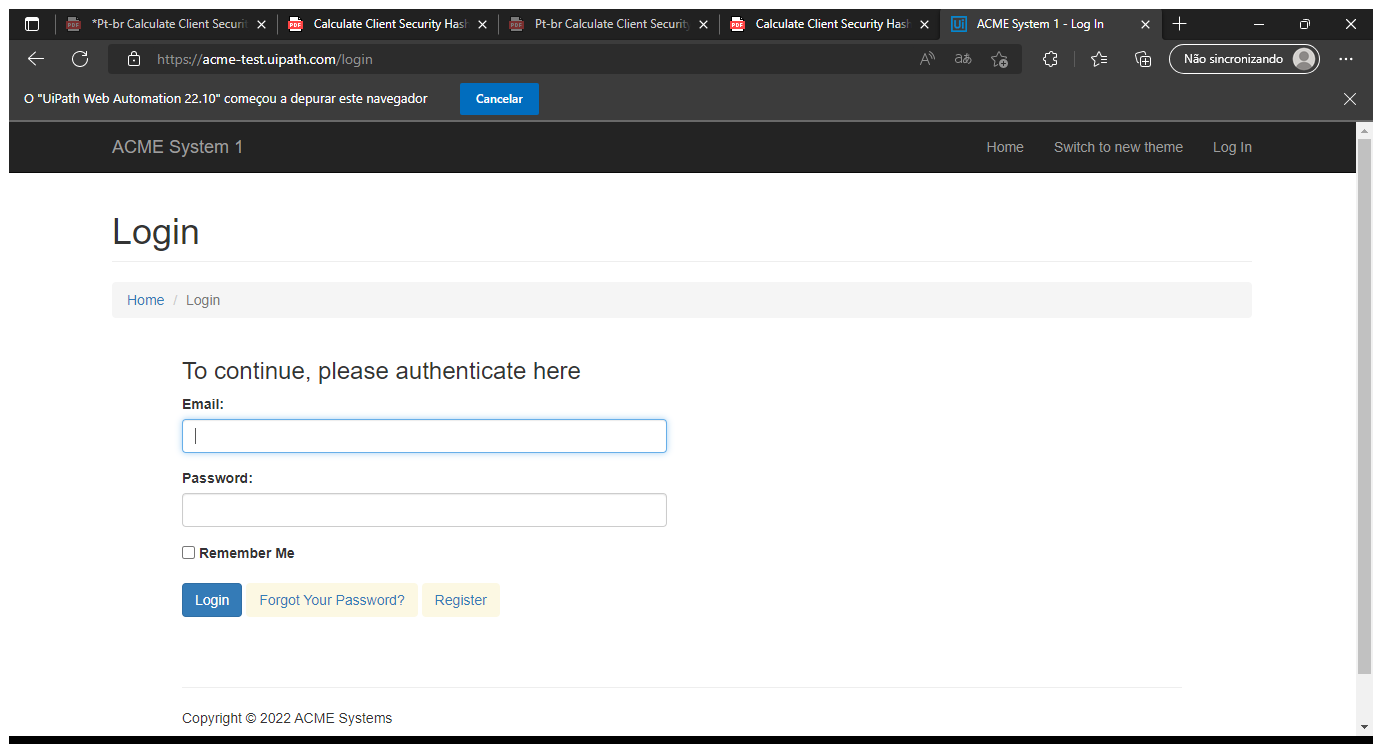 *Pt-br Calculate Client Securit
Calculate Client Security Hash
Pt-br Calculate Client Security
Calculate Client Security Hash
ACME System 1 - Log In
https://acme-test.uipath.com/login
Não sincronizando
O "UiPath Web Automation 22.10" começou a depurar este navegador
Cancelar
ACME System 1
Home
Switch to new theme
Log In
Login
Home / Login
To continue, please authenticate here
Email:
Password:
Remember Me
Login
Forgot Your Password?
Register
Copyright © 2022 ACME Systems